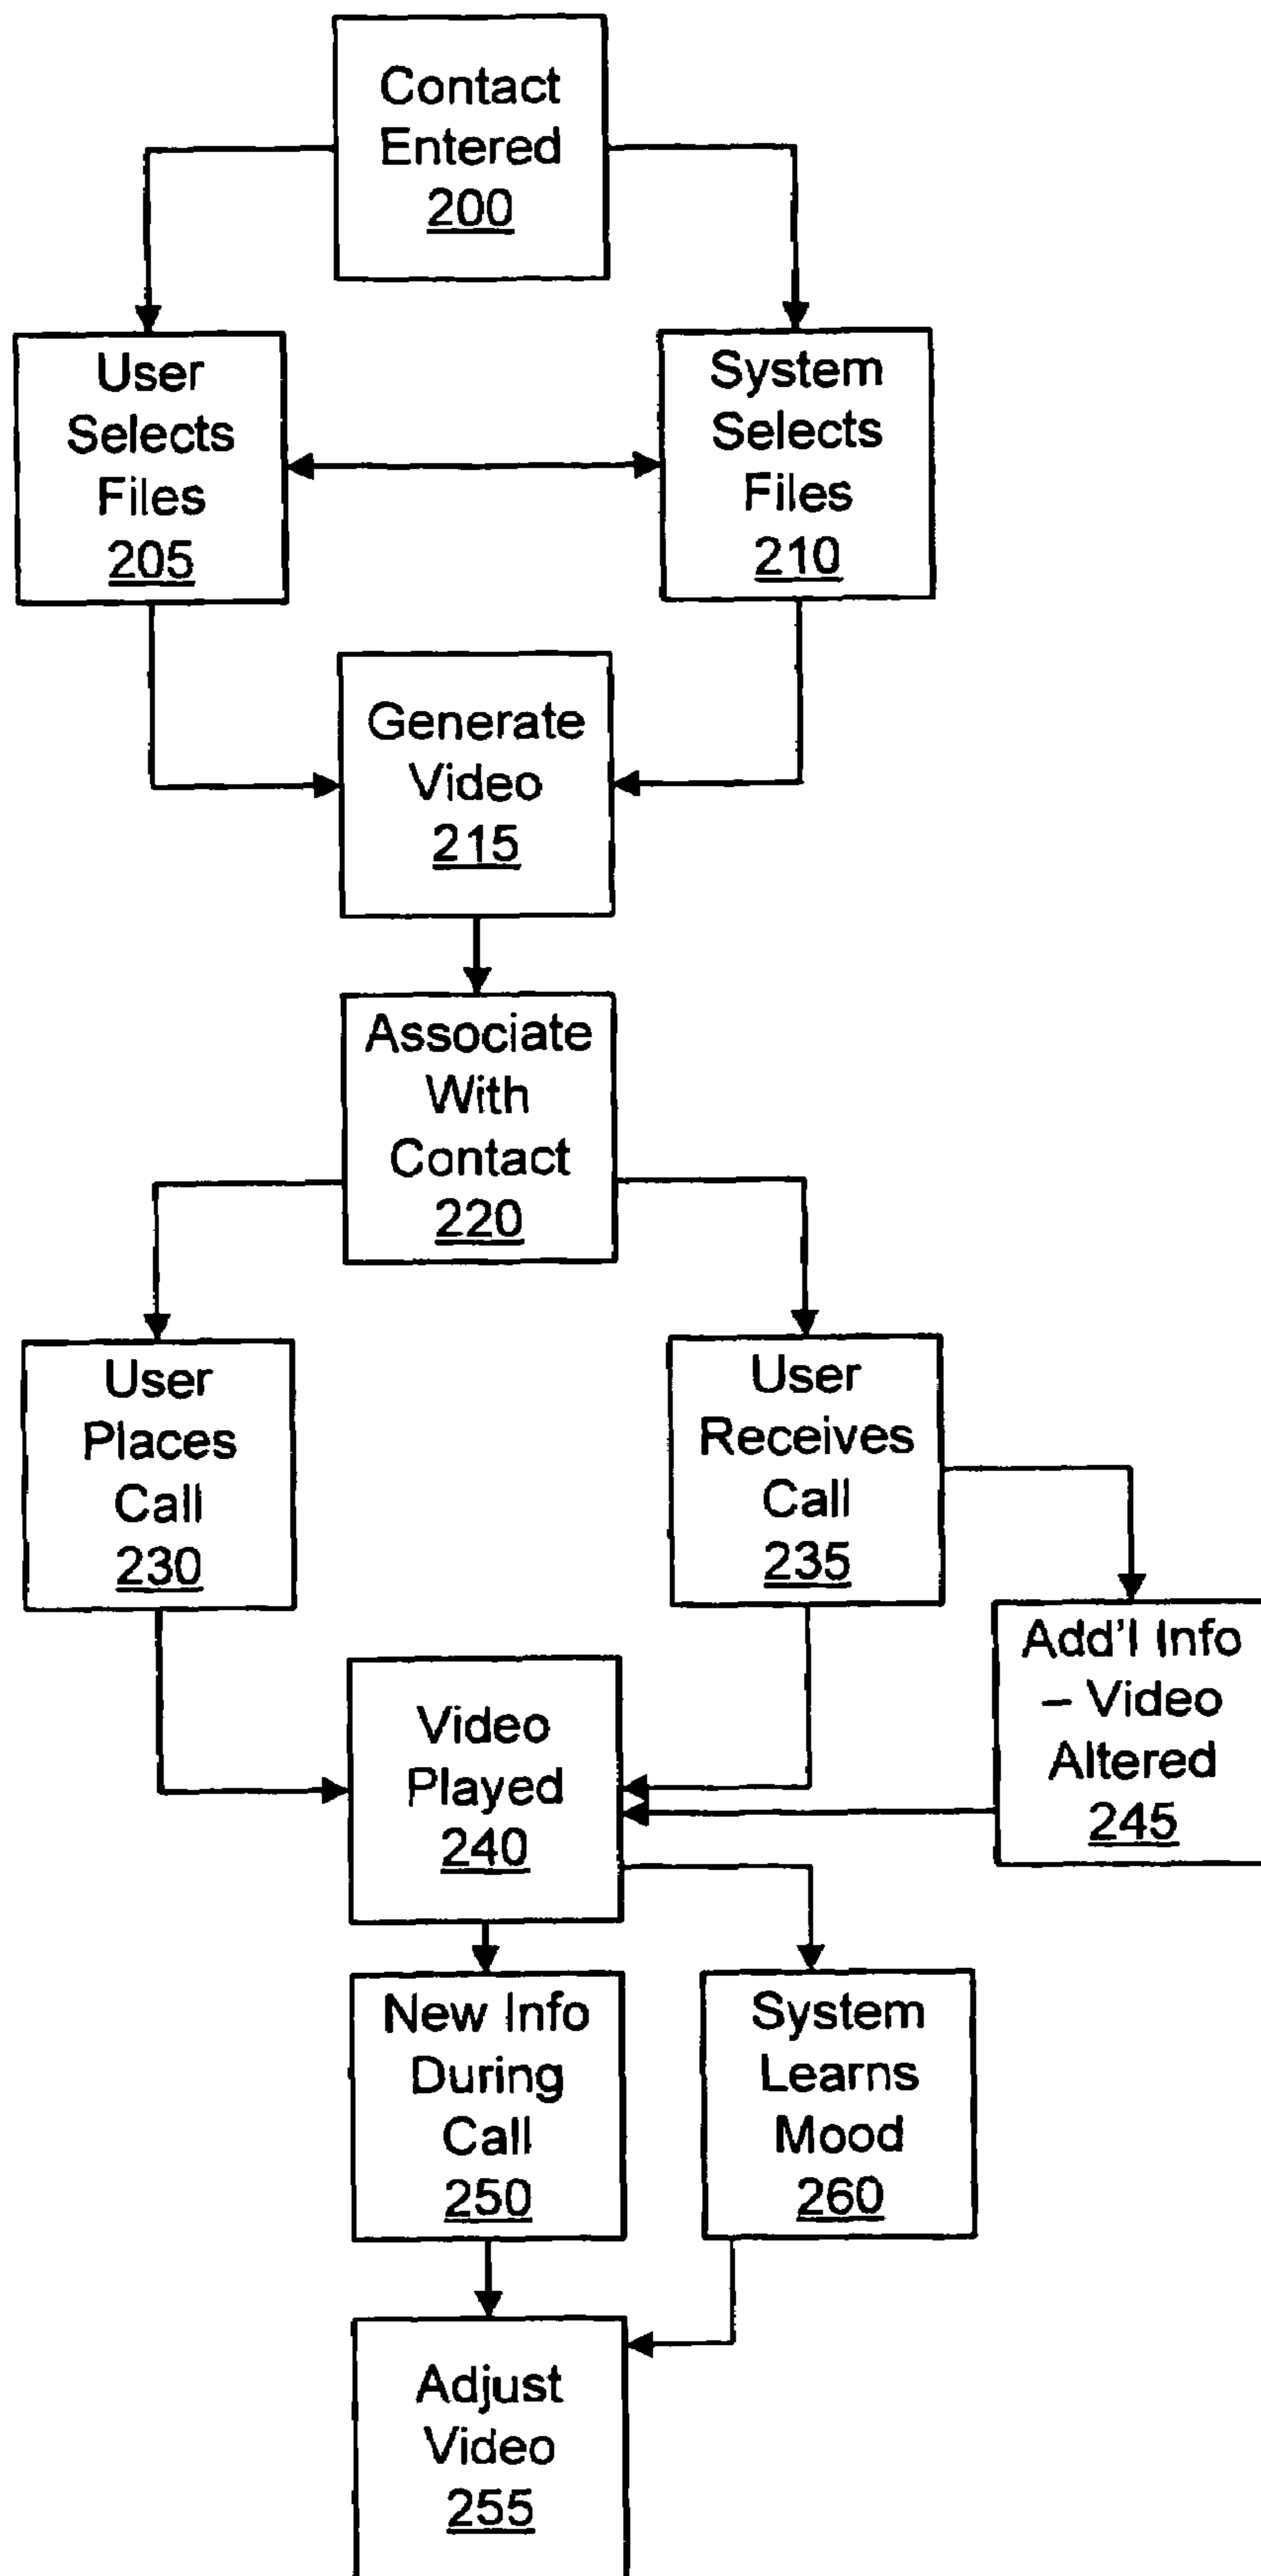 Contact
Entered
200
User
Selects
Files
205
System
Selects
Files
210
Generate
Video
215
Associate
With
Contact
220
User
Places
Call
230
User
Receives
Call
235
Add'l Info
– Video
Altered
245
Video
Played
240
New Info
During
Call
250
System
Learns
Mood
260
Adjust
Video
255